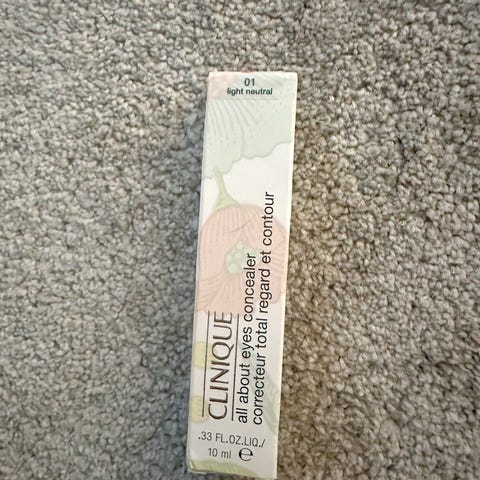 01
light neutral
CLINIQUE
all about eyes concealer
correcteur total regard et contour
.33 FL.OZ.LIQ./
10 ml ℮